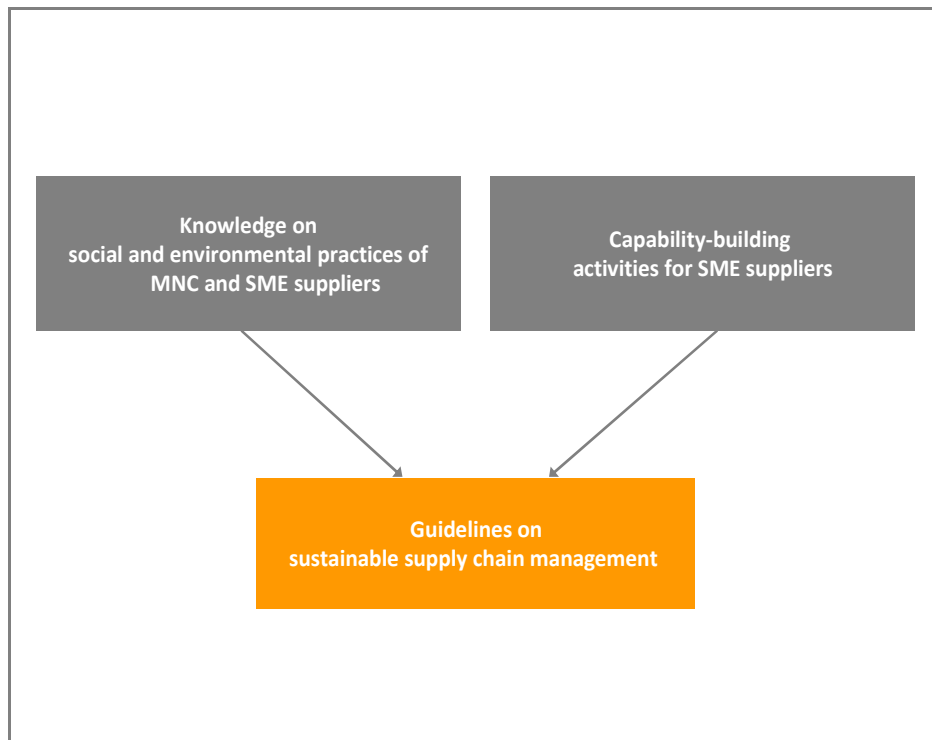 Knowledge on
social and environmental practices of
MNC and SME suppliers
Capability-building
activities for SME suppliers
Guidelines on
sustainable supply chain management